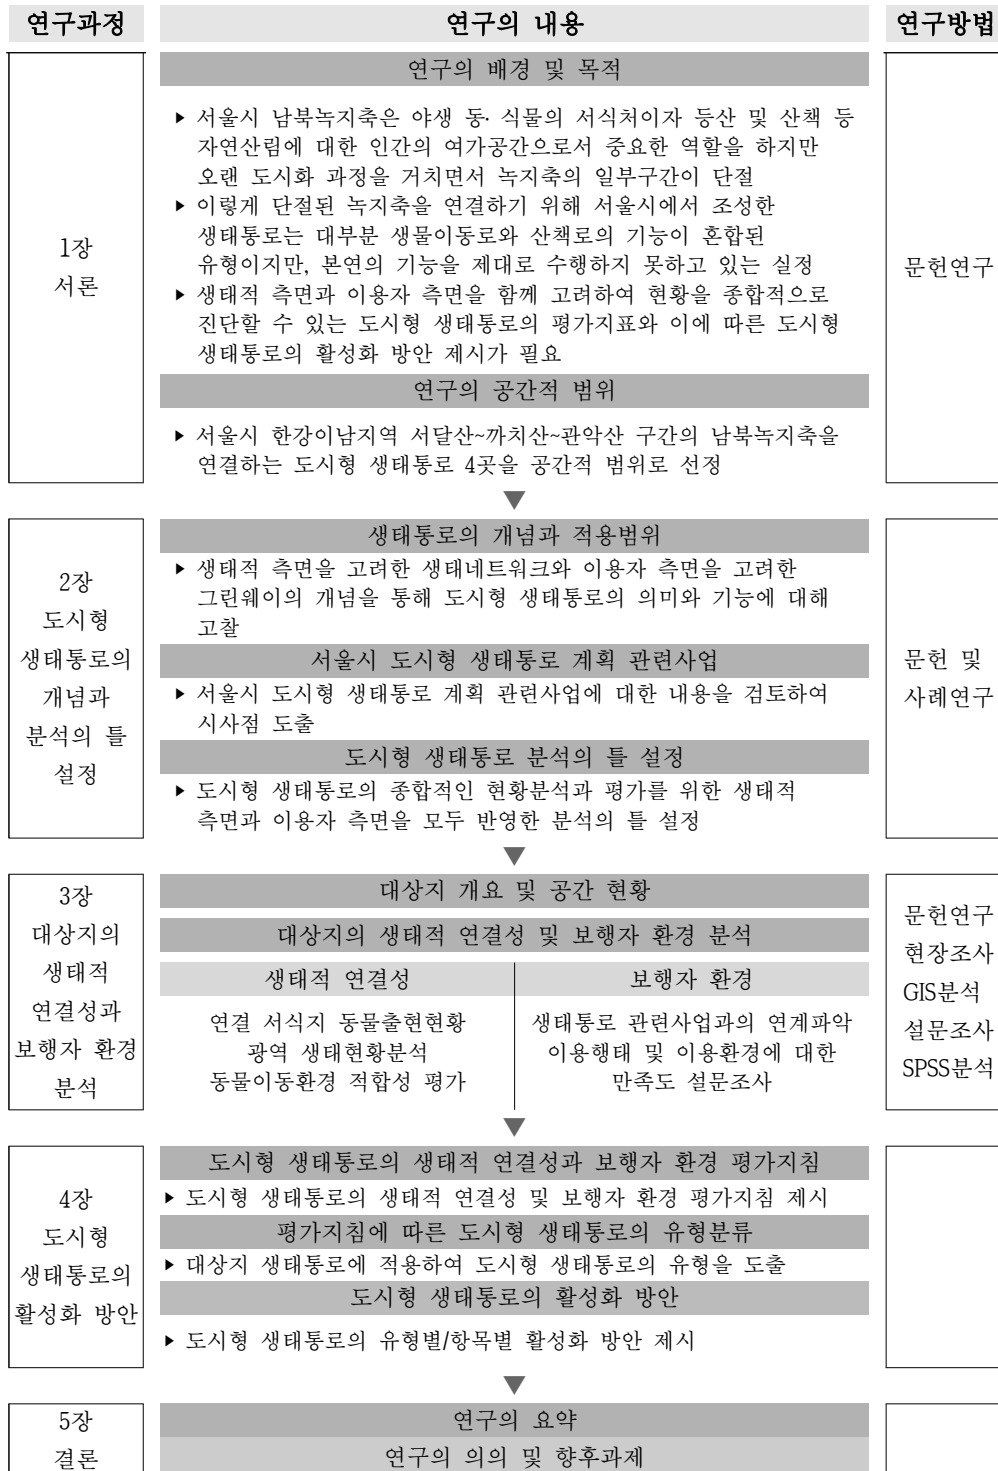 연구과정
연구의 내용
연구방법
1장
서론
연구의 배경 및 목적
▶ 서울시 남북녹지축은 야생 동· 식물의 서식처이자 등산 및 산책 등
자연산림에 대한 인간의 여가공간으로서 중요한 역할을 하지만
오랜 도시화 과정을 거치면서 녹지축의 일부구간이 단절
▶ 이렇게 단절된 녹지축을 연결하기 위해 서울시에서 조성한
생태통로는 대부분 생물이동로와 산책로의 기능이 혼합된
유형이지만, 본연의 기능을 제대로 수행하지 못하고 있는 실정
▶ 생태적 측면과 이용자 측면을 함께 고려하여 현황을 종합적으로
진단할 수 있는 도시형 생태통로의 평가지표와 이에 따른 도시형
생태통로의 활성화 방안 제시가 필요
연구의 공간적 범위
▶ 서울시 한강이남지역 서달산~까치산~관악산 구간의 남북녹지축을
연결하는 도시형 생태통로 4곳을 공간적 범위로 선정
문헌연구
▼
2장
도시형
생태통로의
개념과
분석의 틀
설정
생태통로의 개념과 적용범위
▶ 생태적 측면을 고려한 생태네트워크와 이용자 측면을 고려한
그린웨이의 개념을 통해 도시형 생태통로의 의미와 기능에 대해
고찰
서울시 도시형 생태통로 계획 관련사업
▶ 서울시 도시형 생태통로 계획 관련사업에 대한 내용을 검토하여
시사점 도출
도시형 생태통로 분석의 틀 설정
▶ 도시형 생태통로의 종합적인 현황분석과 평가를 위한 생태적
측면과 이용자 측면을 모두 반영한 분석의 틀 설정
문헌 및
사례연구
▼
3장
대상지의
생태적
연결성과
보행자 환경
분석
대상지 개요 및 공간 현황
대상지의 생태적 연결성 및 보행자 환경 분석
생태적 연결성
연결 서식지 동물출현현황
광역 생태현황분석
동물이동환경 적합성 평가
보행자 환경
생태통로 관련사업과의 연계파악
이용행태 및 이용환경에 대한
만족도 설문조사
문헌연구
현장조사
GIS분석
설문조사
SPSS분석
▼
4장
도시형
생태통로의
활성화 방안
도시형 생태통로의 생태적 연결성과 보행자 환경 평가지침
▶ 도시형 생태통로의 생태적 연결성 및 보행자 환경 평가지침 제시
평가지침에 따른 도시형 생태통로의 유형분류
▶ 대상지 생태통로에 적용하여 도시형 생태통로의 유형을 도출
도시형 생태통로의 활성화 방안
▶ 도시형 생태통로의 유형별/항목별 활성화 방안 제시
▼
5장
결론
연구의 요약
연구의 의의 및 향후과제